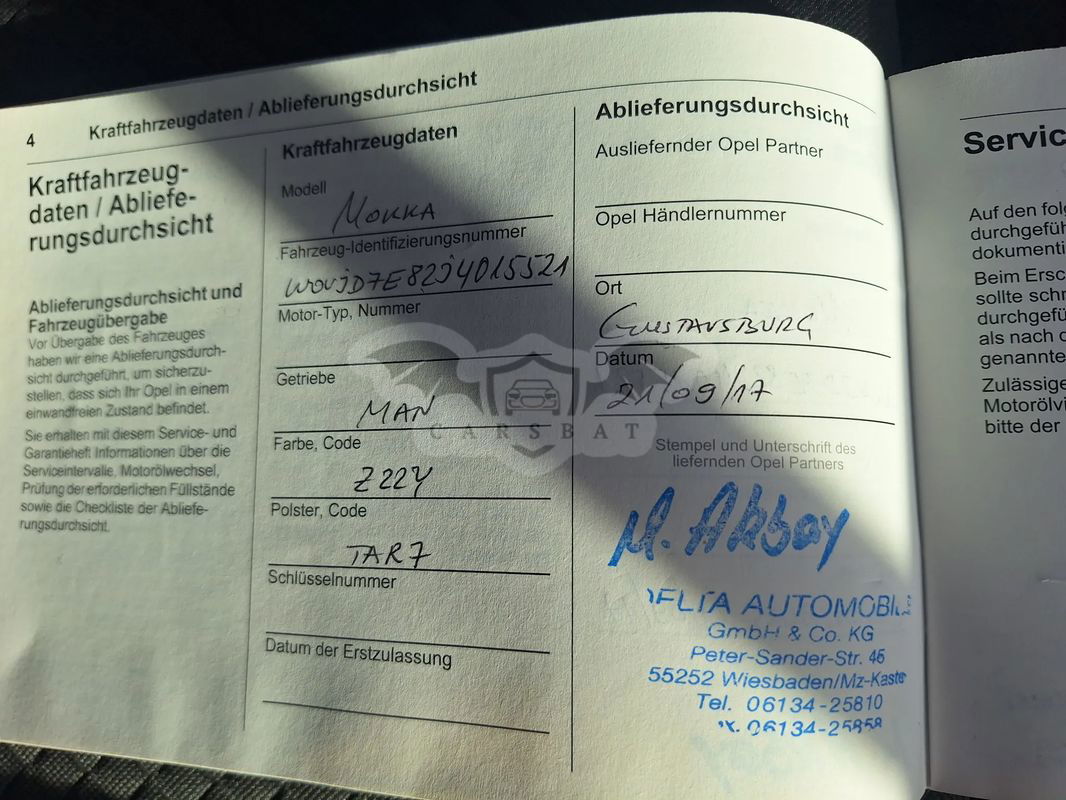 4
Kraftfahrzeugdaten / Ablieferungsdurchsicht
Kraftfahrzeug-
daten / Abliefe-
rungsdurchsicht
Ablieferungsdurchsicht und
Fahrzeugübergabe
Vor Übergabe des Fahrzeuges
haben wir eine Ablieferungsdurch-
sicht durchgeführt, um sicherzu-
stellen, dass sich Ihr Opel in einem
einwandfreien Zustand befindet.
Sie erhalten mit diesem Service- und
Garantieheft Informationen über die
Serviceintervalle, Motorölwechsel,
Prüfung der erforderlichen Füllstände
sowie die Checkliste der Abliefe-
rungsdurchsicht.
Kraftfahrzeugdaten
Modell
MOKKA
Fahrzeug-Identifizierungsnummer
W0VJD7E82J4015521
Motor-Typ, Nummer
Getriebe
MAN
Farbe, Code
Z22Y
Polster, Code
TAR7
Schlüsselnummer
Datum der Erstzulassung
Ablieferungsdurchsicht
Ausliefernder Opel Partner
Opel Händlernummer
Ort
GUSTAVSBURG
Datum
21/09/17
Stempel und Unterschrift des
liefernden Opel Partners
M. Akbay
AUTOMOBIL
GmbH & Co. KG
Peter-Sander-Str. 45
55252 Wiesbaden/Mz-Kaste
Tel. 06134-25810
06134-25858
CARSBAT
Servic
Auf den folg
durchgefüh
dokumenti
Beim Ersc
sollte schr
durchgefü
als nach d
genannte
Zulässige
Motorölvi
bitte der